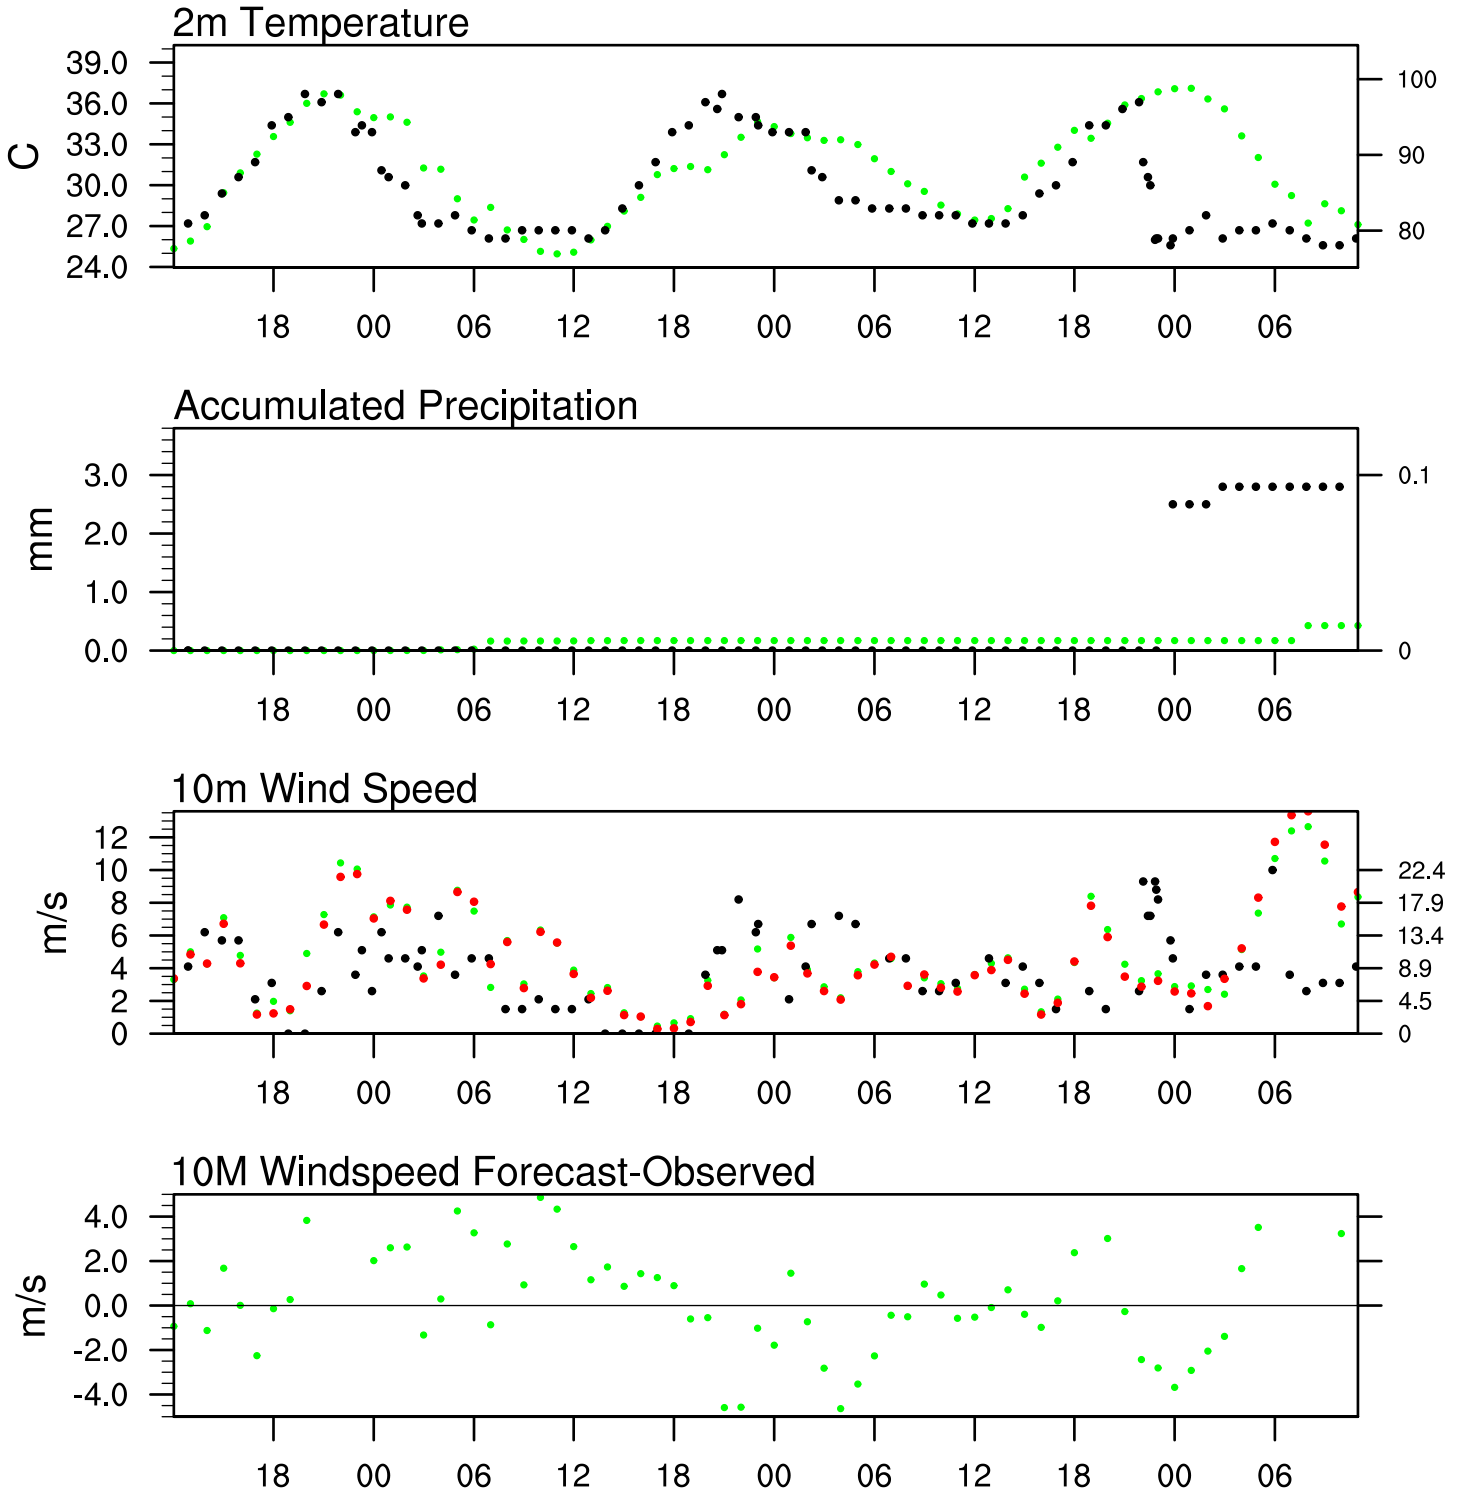 2m Temperature
39.0
36.0
33.0
30.0
27.0
24.0
C
100
90
80
18 00 06 12 18 00 06 12 18 00 06
Accumulated Precipitation
3.0
2.0
1.0
0.0
mm
0.1
0
18 00 06 12 18 00 06 12 18 00 06
10m Wind Speed
12
10
8
6
4
2
0
m/s
22.4
17.9
13.4
8.9
4.5
0
18 00 06 12 18 00 06 12 18 00 06
10M Windspeed Forecast-Observed
4.0
2.0
0.0
-2.0
-4.0
m/s
18 00 06 12 18 00 06 12 18 00 06